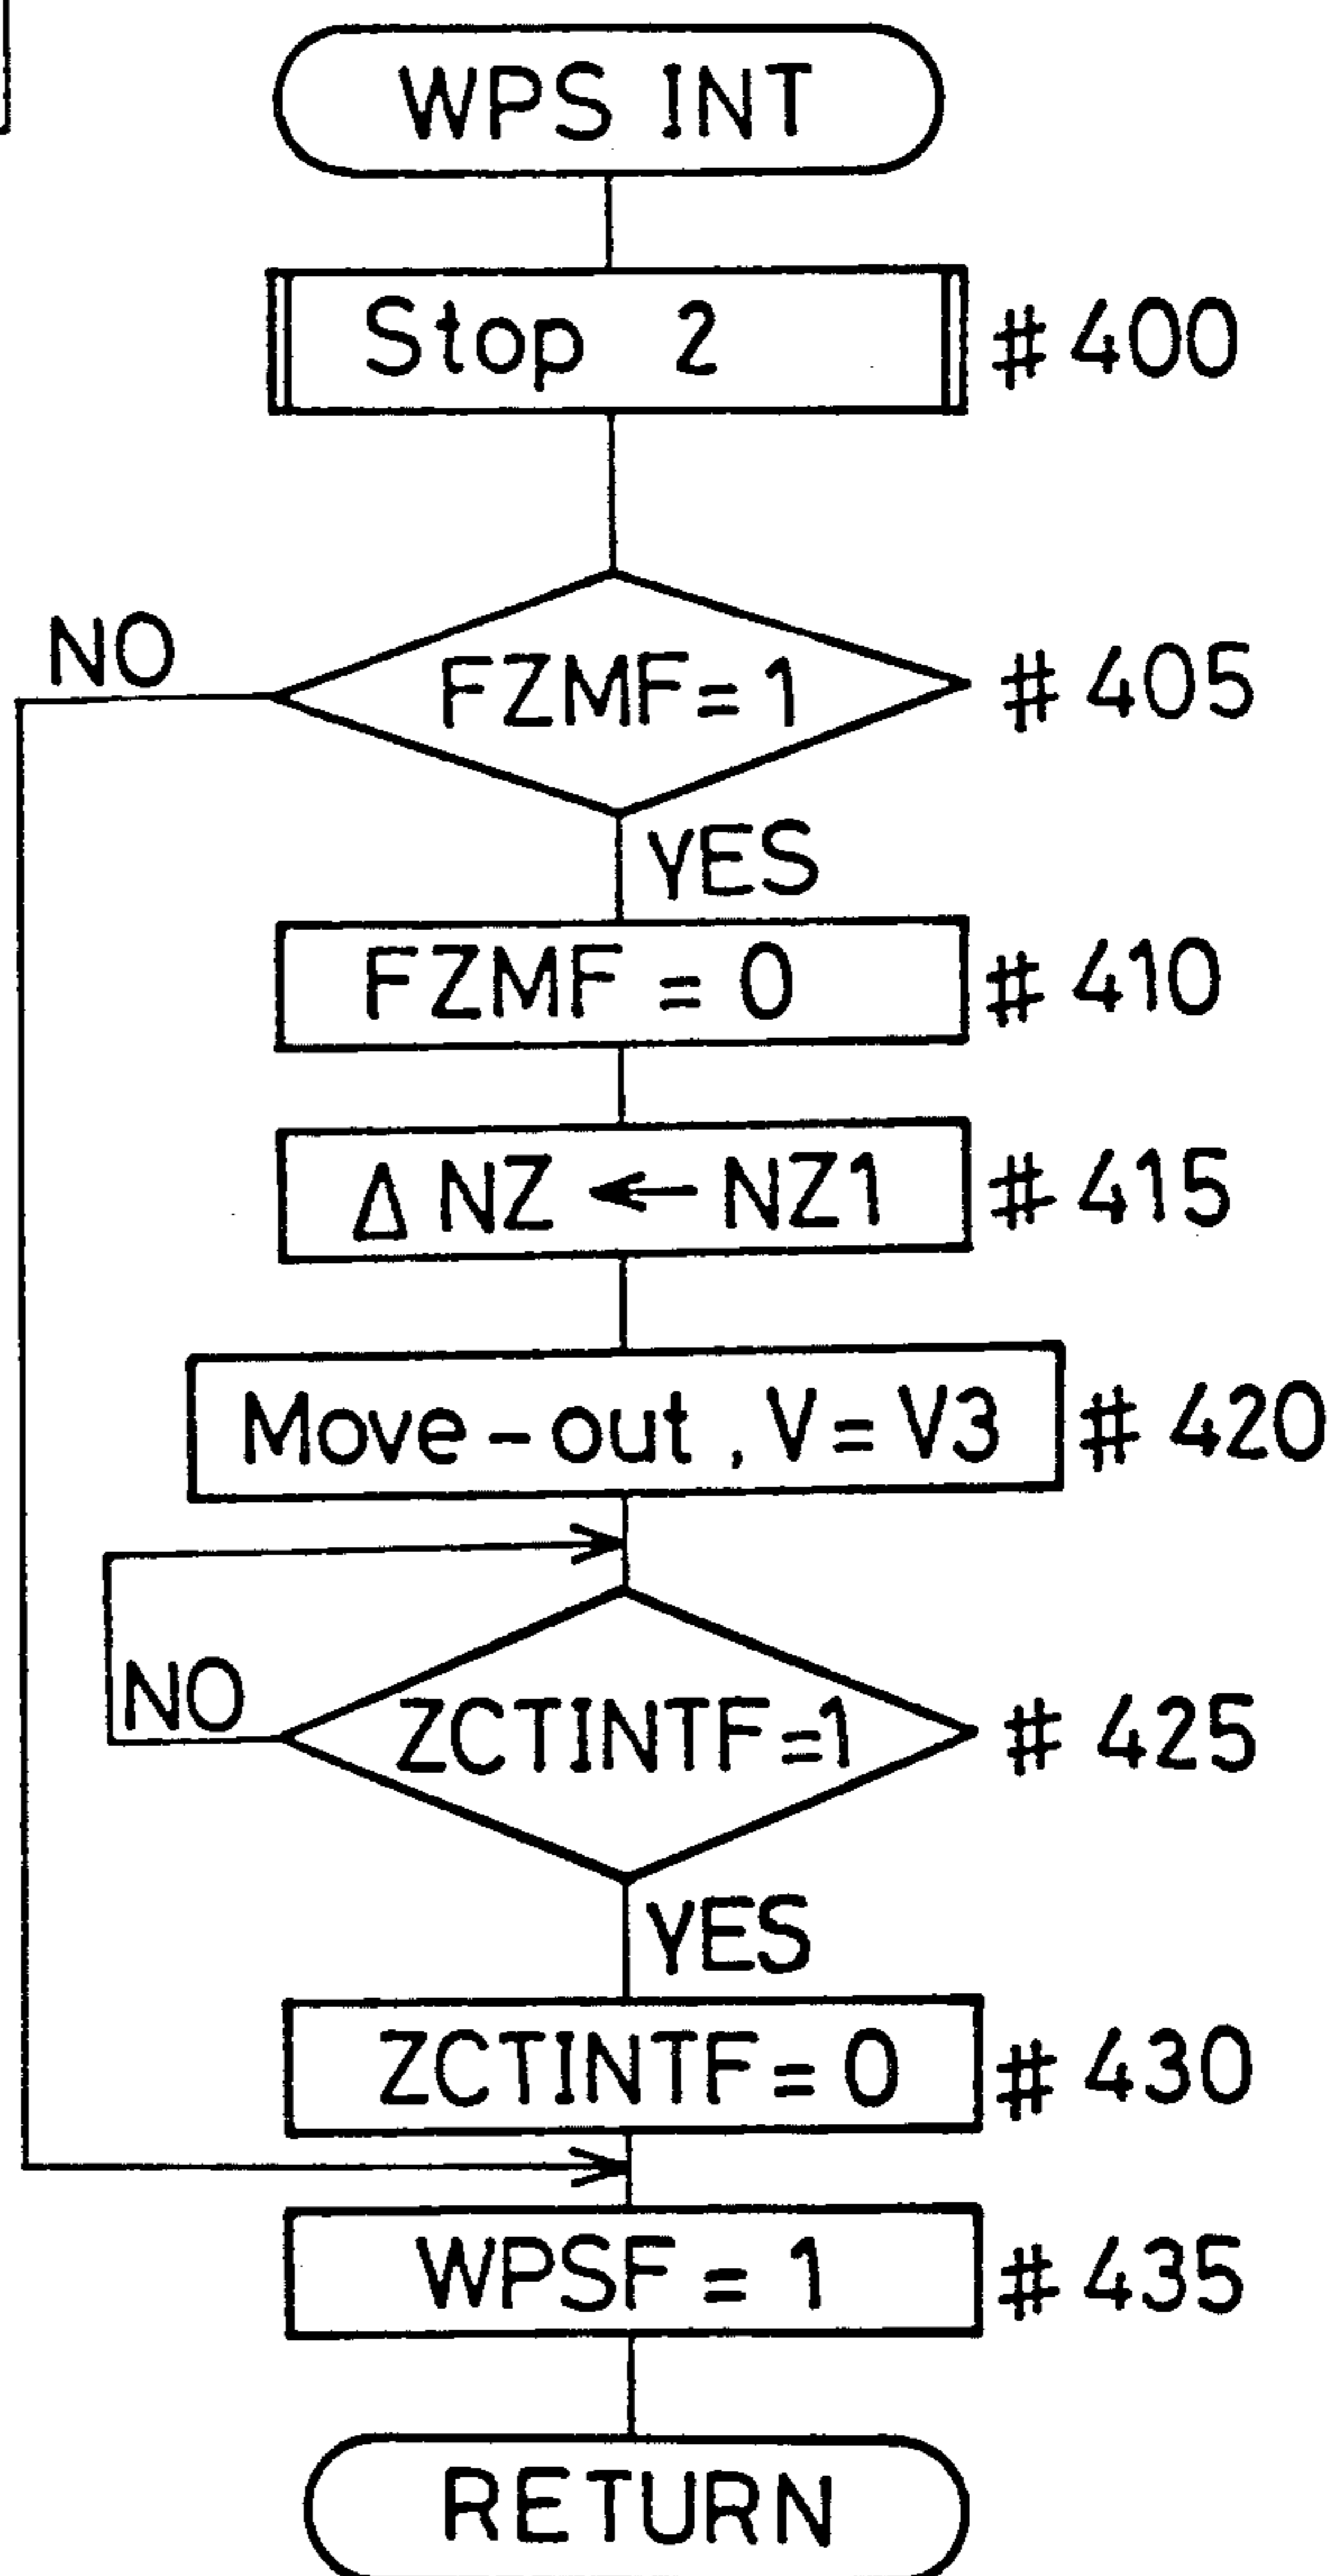 WPS INT
Stop 2 # 400
NO
FZMF = 1 # 405
YES
FZMF = 0 # 410
Δ NZ ← NZ1 # 415
Move-out, V = V3 # 420
NO
ZCTINTF =1 # 425
YES
ZCTINTF = 0 # 430
WPSF = 1 # 435
RETURN